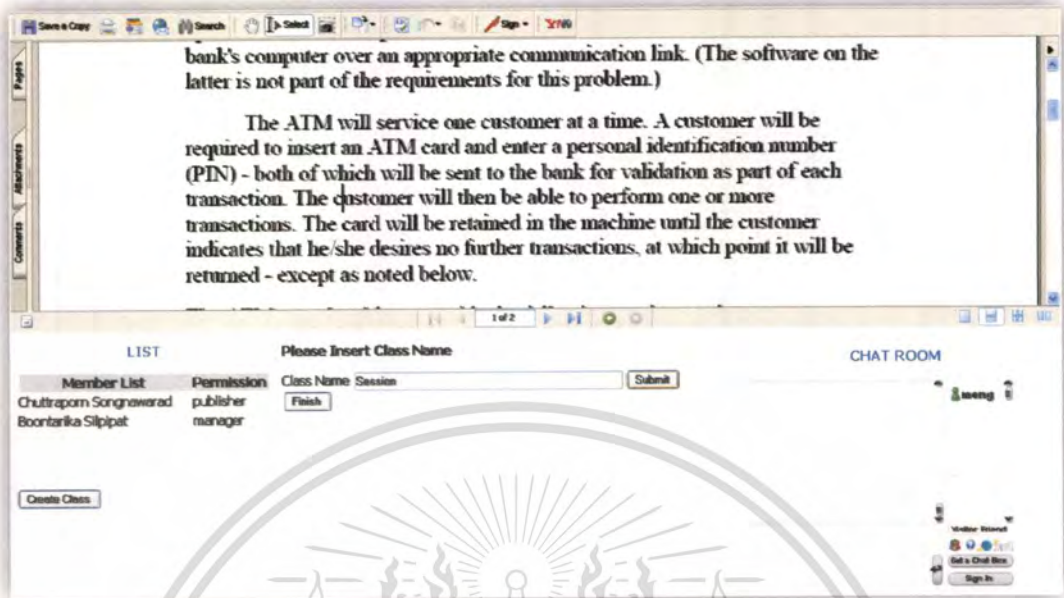 Save a Copy Search Select Sign
bank's computer over an appropriate communication link. (The software on the
latter is not part of the requirements for this problem.)
The ATM will service one customer at a time. A customer will be
required to insert an ATM card and enter a personal identification number
(PIN) - both of which will be sent to the bank for validation as part of each
transaction. The customer will then be able to perform one or more
transactions. The card will be retained in the machine until the customer
indicates that he/she desires no further transactions, at which point it will be
returned - except as noted below.
Pages
Attachments
Comments
1 of 2
LIST
Member List Permission
Chuttraporn Songnawarad publisher
Boontarika Silpipat manager
Create Class
Please Insert Class Name
Class Name Session Submit
Finish
CHAT ROOM
meng
Get a Chat Box
Sign In